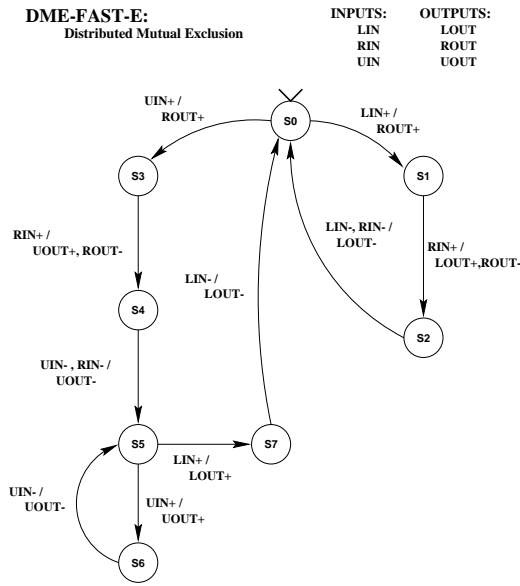 DME-FAST-E:
Distributed Mutual Exclusion
INPUTS: OUTPUTS:
LIN LOUT
RIN ROUT
UIN UOUT
UIN+ /
ROUT+
S0
LIN+ /
ROUT+
S3
S1
RIN+ /
UOUT+, ROUT-
LIN-, RIN- /
LOUT-
RIN+ /
LOUT+,ROUT-
LIN- /
LOUT-
S4
S2
UIN- , RIN- /
UOUT-
S5
LIN+ /
LOUT+
S7
UIN- /
UOUT-
UIN+ /
UOUT+
S6